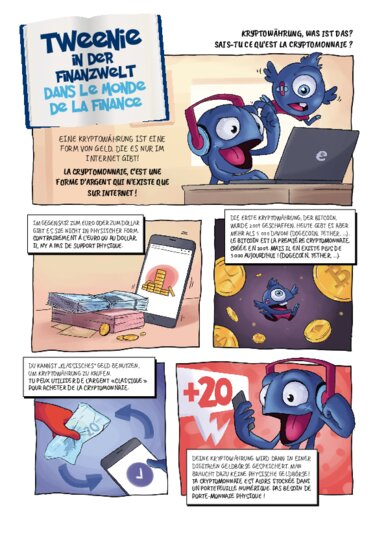 TWEENIE
IN DER
FINANZWELT
DANS LE MONDE
DE LA FINANCE
KRYPTOWÄHRUNG, WAS IST DAS?
SAIS-TU CE QU'EST LA CRYPTOMONNAIE ?
EINE KRYPTOWÄHRUNG IST EINE
FORM VON GELD, DIE ES NUR IM
INTERNET GIBT!
LA CRYPTOMONNAIE, C'EST UNE
FORME D'ARGENT QUI N'EXISTE QUE
SUR INTERNET !
IM GEGENSATZ ZUM EURO ODER ZUM DOLLAR
GIBT ES SIE NICHT IN PHYSISCHER FORM.
CONTRAIREMENT À L'EURO OU AU DOLLAR,
IL N'Y A PAS DE SUPPORT PHYSIQUE.
DIE ERSTE KRYPTOWÄHRUNG, DER BITCOIN,
WURDE 2009 GESCHAFFEN. HEUTE GIBT ES ABER
MEHR ALS 1 000 DAVON! (DOGECOIN, TETHER, ...)
LE BITCOIN EST LA PREMIÈRE CRYPTOMONNAIE,
CRÉÉE EN 2009. MAIS IL EN EXISTE PLUS DE
1 000 AUJOURD'HUI ! (DOGECOIN, TETHER, ...)
DU KANNST „CLASSISCHES“ GELD BENUTZEN,
UM KRYPTOWÄHRUNG ZU KAUFEN.
TU PEUX UTILISER DE L'ARGENT «CLASSIQUE »
POUR ACHETER DE LA CRYPTOMONNAIE.
20
+20
DEINE KRYPTOWÄHRUNG WIRD DANN IN EINER
DIGITALEN GELDBÖRSE GESPEICHERT. MAN
BRAUCHT DAZU KEINE PHYSISCHE GELDBÖRSE!
TA CRYPTOMONNAIE EST ALORS STOCKÉE DANS
UN PORTEFEUILLE NUMÉRIQUE. PAS BESOIN DE
PORTE-MONNAIE PHYSIQUE !